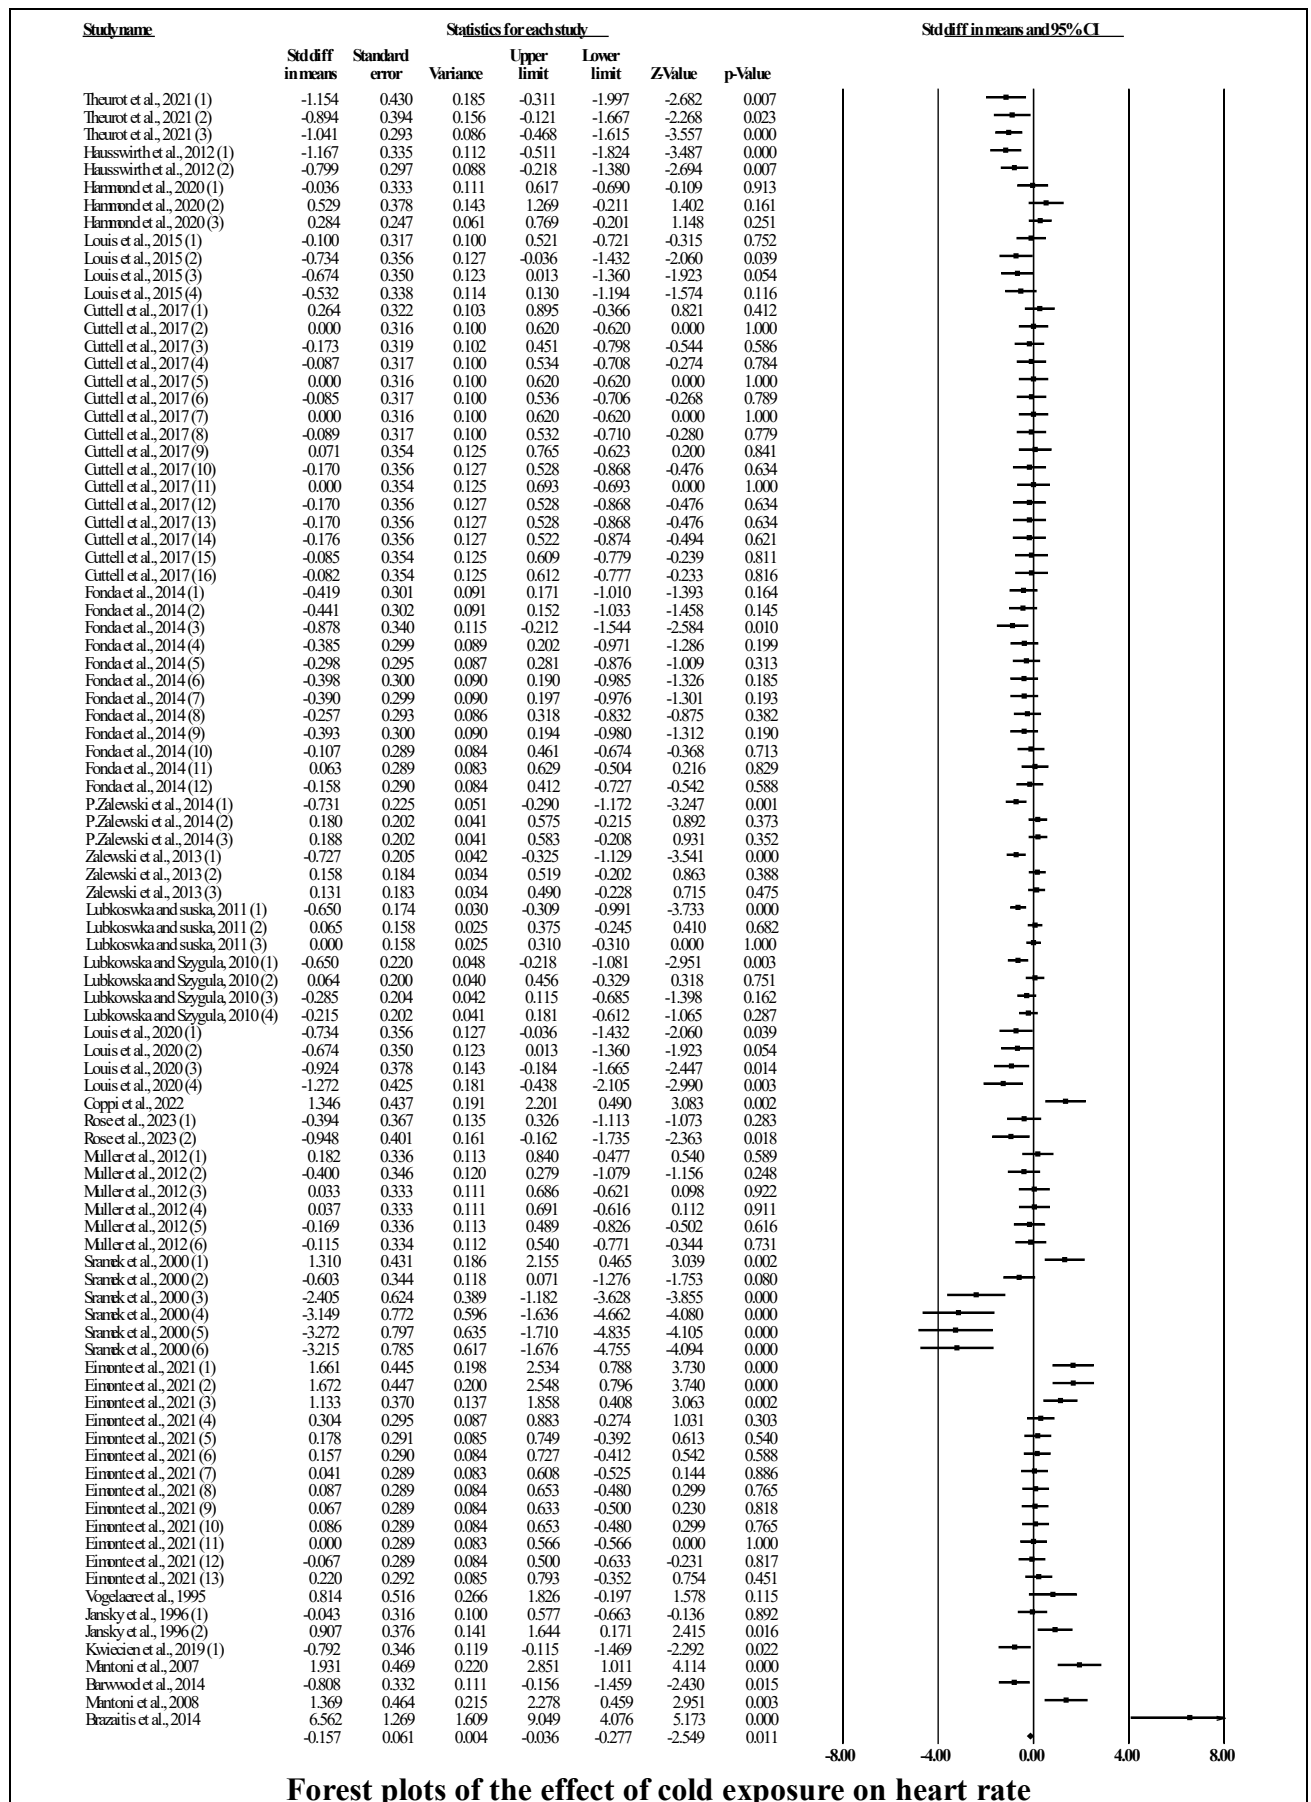 Study name Statistics for each study Std diff in means and 95% CI
Std diff Standard Upper Lower
in means error Variance limit limit Z-Value p-Value
Theurot et al., 2021 (1) -1.154 0.430 0.185 -0.311 -1.997 -2.682 0.007
Theurot et al., 2021 (2) -0.894 0.394 0.156 -0.121 -1.667 -2.268 0.023
Theurot et al., 2021 (3) -1.041 0.293 0.086 -0.468 -1.615 -3.557 0.000
Hausswirth et al., 2012 (1) -1.167 0.335 0.112 -0.511 -1.824 -3.487 0.000
Hausswirth et al., 2012 (2) -0.799 0.297 0.088 -0.218 -1.380 -2.694 0.007
Hammond et al., 2020 (1) -0.036 0.333 0.111 0.617 -0.690 -0.109 0.913
Hammond et al., 2020 (2) 0.529 0.378 0.143 1.269 -0.211 1.402 0.161
Hammond et al., 2020 (3) 0.284 0.247 0.061 0.769 -0.201 1.148 0.251
Louis et al., 2015 (1) -0.100 0.317 0.100 0.521 -0.721 -0.315 0.752
Louis et al., 2015 (2) -0.734 0.356 0.127 -0.036 -1.432 -2.060 0.039
Louis et al., 2015 (3) -0.674 0.350 0.123 0.013 -1.360 -1.923 0.054
Louis et al., 2015 (4) -0.532 0.338 0.114 0.130 -1.194 -1.574 0.116
Cuttell et al., 2017 (1) 0.264 0.322 0.103 0.895 -0.366 0.821 0.412
Cuttell et al., 2017 (2) 0.000 0.316 0.100 0.620 -0.620 0.000 1.000
Cuttell et al., 2017 (3) -0.173 0.319 0.102 0.451 -0.798 -0.544 0.586
Cuttell et al., 2017 (4) -0.087 0.317 0.100 0.534 -0.708 -0.274 0.784
Cuttell et al., 2017 (5) 0.000 0.316 0.100 0.620 -0.620 0.000 1.000
Cuttell et al., 2017 (6) -0.085 0.317 0.100 0.536 -0.706 -0.268 0.789
Cuttell et al., 2017 (7) 0.000 0.316 0.100 0.620 -0.620 0.000 1.000
Cuttell et al., 2017 (8) -0.089 0.317 0.100 0.532 -0.710 -0.280 0.779
Cuttell et al., 2017 (9) 0.071 0.354 0.125 0.765 -0.623 0.200 0.841
Cuttell et al., 2017 (10) -0.170 0.356 0.127 0.528 -0.868 -0.476 0.634
Cuttell et al., 2017 (11) 0.000 0.354 0.125 0.693 -0.693 0.000 1.000
Cuttell et al., 2017 (12) -0.170 0.356 0.127 0.528 -0.868 -0.476 0.634
Cuttell et al., 2017 (13) -0.170 0.356 0.127 0.528 -0.868 -0.476 0.634
Cuttell et al., 2017 (14) -0.176 0.356 0.127 0.522 -0.874 -0.494 0.621
Cuttell et al., 2017 (15) -0.085 0.354 0.125 0.609 -0.779 -0.239 0.811
Cuttell et al., 2017 (16) -0.082 0.354 0.125 0.612 -0.777 -0.233 0.816
Fonda et al., 2014 (1) -0.419 0.301 0.091 0.171 -1.010 -1.393 0.164
Fonda et al., 2014 (2) -0.441 0.302 0.091 0.152 -1.033 -1.458 0.145
Fonda et al., 2014 (3) -0.878 0.340 0.115 -0.212 -1.544 -2.584 0.010
Fonda et al., 2014 (4) -0.385 0.299 0.089 0.202 -0.971 -1.286 0.199
Fonda et al., 2014 (5) -0.298 0.295 0.087 0.281 -0.876 -1.009 0.313
Fonda et al., 2014 (6) -0.398 0.300 0.090 0.190 -0.985 -1.326 0.185
Fonda et al., 2014 (7) -0.390 0.299 0.090 0.197 -0.976 -1.301 0.193
Fonda et al., 2014 (8) -0.257 0.293 0.086 0.318 -0.832 -0.875 0.382
Fonda et al., 2014 (9) -0.393 0.300 0.090 0.194 -0.980 -1.312 0.190
Fonda et al., 2014 (10) -0.107 0.289 0.084 0.461 -0.674 -0.368 0.713
Fonda et al., 2014 (11) 0.063 0.289 0.083 0.629 -0.504 0.216 0.829
Fonda et al., 2014 (12) -0.158 0.290 0.084 0.412 -0.727 -0.542 0.588
P.Zalewski et al., 2014 (1) -0.731 0.225 0.051 -0.290 -1.172 -3.247 0.001
P.Zalewski et al., 2014 (2) 0.180 0.202 0.041 0.575 -0.215 0.892 0.373
P.Zalewski et al., 2014 (3) 0.188 0.202 0.041 0.583 -0.208 0.931 0.352
Zalewski et al., 2013 (1) -0.727 0.205 0.042 -0.325 -1.129 -3.541 0.000
Zalewski et al., 2013 (2) 0.158 0.184 0.034 0.519 -0.202 0.863 0.388
Zalewski et al., 2013 (3) 0.131 0.183 0.034 0.490 -0.228 0.715 0.475
Lubkoswka and suska, 2011 (1) -0.650 0.174 0.030 -0.309 -0.991 -3.733 0.000
Lubkoswka and suska, 2011 (2) 0.065 0.158 0.025 0.375 -0.245 0.410 0.682
Lubkoswka and suska, 2011 (3) 0.000 0.158 0.025 0.310 -0.310 0.000 1.000
Lubkowska and Szygula, 2010 (1) -0.650 0.220 0.048 -0.218 -1.081 -2.951 0.003
Lubkowska and Szygula, 2010 (2) 0.064 0.200 0.040 0.456 -0.329 0.318 0.751
Lubkowska and Szygula, 2010 (3) -0.285 0.204 0.042 0.115 -0.685 -1.398 0.162
Lubkowska and Szygula, 2010 (4) -0.215 0.202 0.041 0.181 -0.612 -1.065 0.287
Louis et al., 2020 (1) -0.734 0.356 0.127 -0.036 -1.432 -2.060 0.039
Louis et al., 2020 (2) -0.674 0.350 0.123 0.013 -1.360 -1.923 0.054
Louis et al., 2020 (3) -0.924 0.378 0.143 -0.184 -1.665 -2.447 0.014
Louis et al., 2020 (4) -1.272 0.425 0.181 -0.438 -2.105 -2.990 0.003
Coppi et al., 2022 1.346 0.437 0.191 2.201 0.490 3.083 0.002
Rose et al., 2023 (1) -0.394 0.367 0.135 0.326 -1.113 -1.073 0.283
Rose et al., 2023 (2) -0.948 0.401 0.161 -0.162 -1.735 -2.363 0.018
Muller et al., 2012 (1) 0.182 0.336 0.113 0.840 -0.477 0.540 0.589
Muller et al., 2012 (2) -0.400 0.346 0.120 0.279 -1.079 -1.156 0.248
Muller et al., 2012 (3) 0.033 0.333 0.111 0.686 -0.621 0.098 0.922
Muller et al., 2012 (4) 0.037 0.333 0.111 0.691 -0.616 0.112 0.911
Muller et al., 2012 (5) -0.169 0.336 0.113 0.489 -0.826 -0.502 0.616
Muller et al., 2012 (6) -0.115 0.334 0.112 0.540 -0.771 -0.344 0.731
Sramek et al., 2000 (1) 1.310 0.431 0.186 2.155 0.465 3.039 0.002
Sramek et al., 2000 (2) -0.603 0.344 0.118 0.071 -1.276 -1.753 0.080
Sramek et al., 2000 (3) -2.405 0.624 0.389 -1.182 -3.628 -3.855 0.000
Sramek et al., 2000 (4) -3.149 0.772 0.596 -1.636 -4.662 -4.080 0.000
Sramek et al., 2000 (5) -3.272 0.797 0.635 -1.710 -4.835 -4.105 0.000
Sramek et al., 2000 (6) -3.215 0.785 0.617 -1.676 -4.755 -4.094 0.000
Eimonte et al., 2021 (1) 1.661 0.445 0.198 2.534 0.788 3.730 0.000
Eimonte et al., 2021 (2) 1.672 0.447 0.200 2.548 0.796 3.740 0.000
Eimonte et al., 2021 (3) 1.133 0.370 0.137 1.858 0.408 3.063 0.002
Eimonte et al., 2021 (4) 0.304 0.295 0.087 0.883 -0.274 1.031 0.303
Eimonte et al., 2021 (5) 0.178 0.291 0.085 0.749 -0.392 0.613 0.540
Eimonte et al., 2021 (6) 0.157 0.290 0.084 0.727 -0.412 0.542 0.588
Eimonte et al., 2021 (7) 0.041 0.289 0.083 0.608 -0.525 0.144 0.886
Eimonte et al., 2021 (8) 0.087 0.289 0.084 0.653 -0.480 0.299 0.765
Eimonte et al., 2021 (9) 0.067 0.289 0.084 0.633 -0.500 0.230 0.818
Eimonte et al., 2021 (10) 0.086 0.289 0.084 0.653 -0.480 0.299 0.765
Eimonte et al., 2021 (11) 0.000 0.289 0.083 0.566 -0.566 0.000 1.000
Eimonte et al., 2021 (12) -0.067 0.289 0.084 0.500 -0.633 -0.231 0.817
Eimonte et al., 2021 (13) 0.220 0.292 0.085 0.793 -0.352 0.754 0.451
Vogelaere et al., 1995 0.814 0.516 0.266 1.826 -0.197 1.578 0.115
Jansky et al., 1996 (1) -0.043 0.316 0.100 0.577 -0.663 -0.136 0.892
Jansky et al., 1996 (2) 0.907 0.376 0.141 1.644 0.171 2.415 0.016
Kwiecien et al., 2019 (1) -0.792 0.346 0.119 -0.115 -1.469 -2.292 0.022
Mantoni et al., 2007 1.931 0.469 0.220 2.851 1.011 4.114 0.000
Barwwod et al., 2014 -0.808 0.332 0.111 -0.156 -1.459 -2.430 0.015
Mantoni et al., 2008 1.369 0.464 0.215 2.278 0.459 2.951 0.003
Brazaitis et al., 2014 6.562 1.269 1.609 9.049 4.076 5.173 0.000
-0.157 0.061 0.004 -0.036 -0.277 -2.549 0.011
-8.00 -4.00 0.00 4.00 8.00
Forest plots of the effect of cold exposure on heart rate